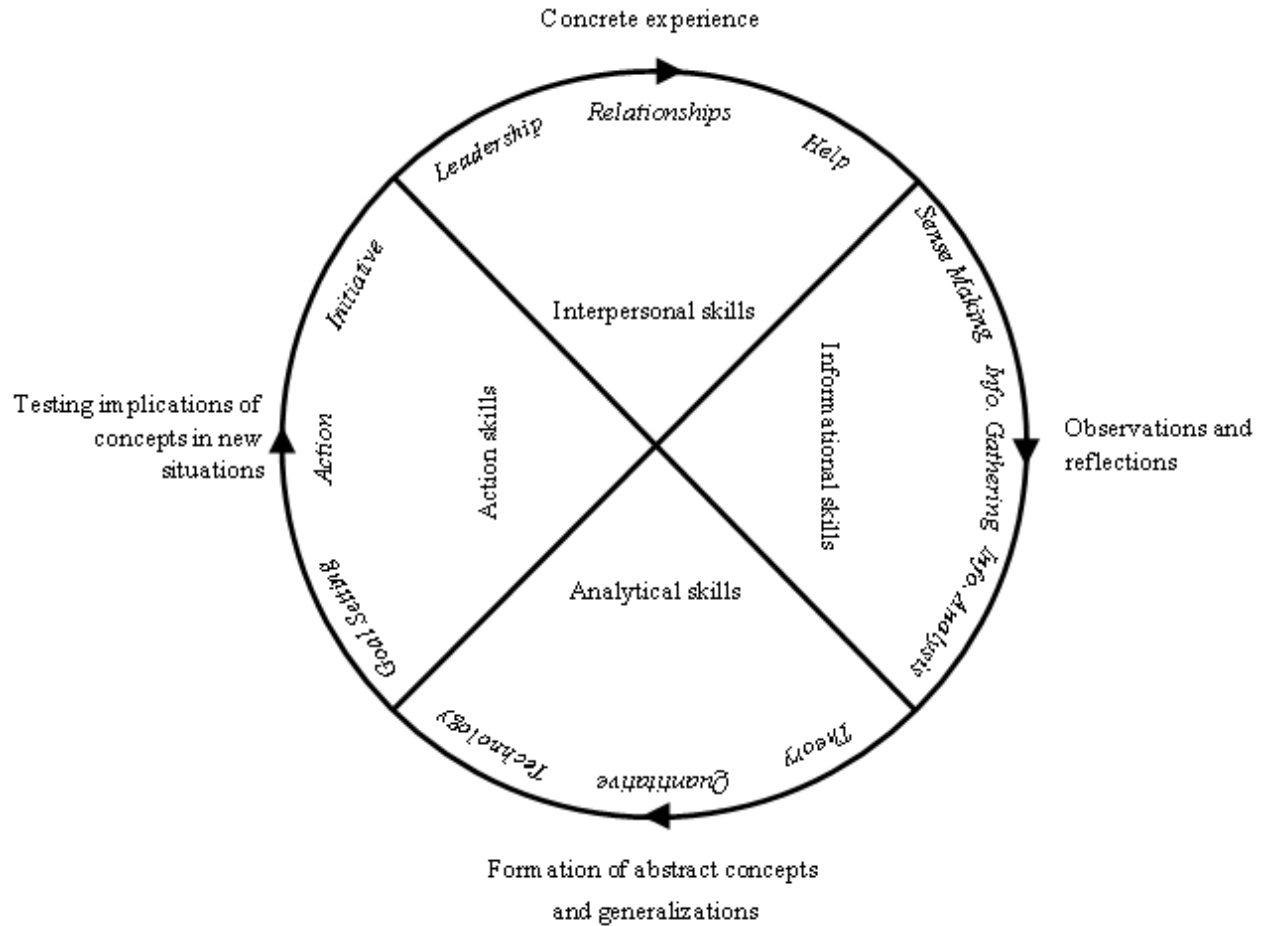 Concrete experience
Leadership
Relationships
Help
Sense Making
Info. Gathering
Info. Analysis
Initiative
Action
Goal Setting
Interpersonal skills
Informational skills
Action skills
Analytical skills
Testing implications of
concepts in new
situations
Observations and
reflections
Theory
Quantitative
Technology
Formation of abstract concepts
and generalizations